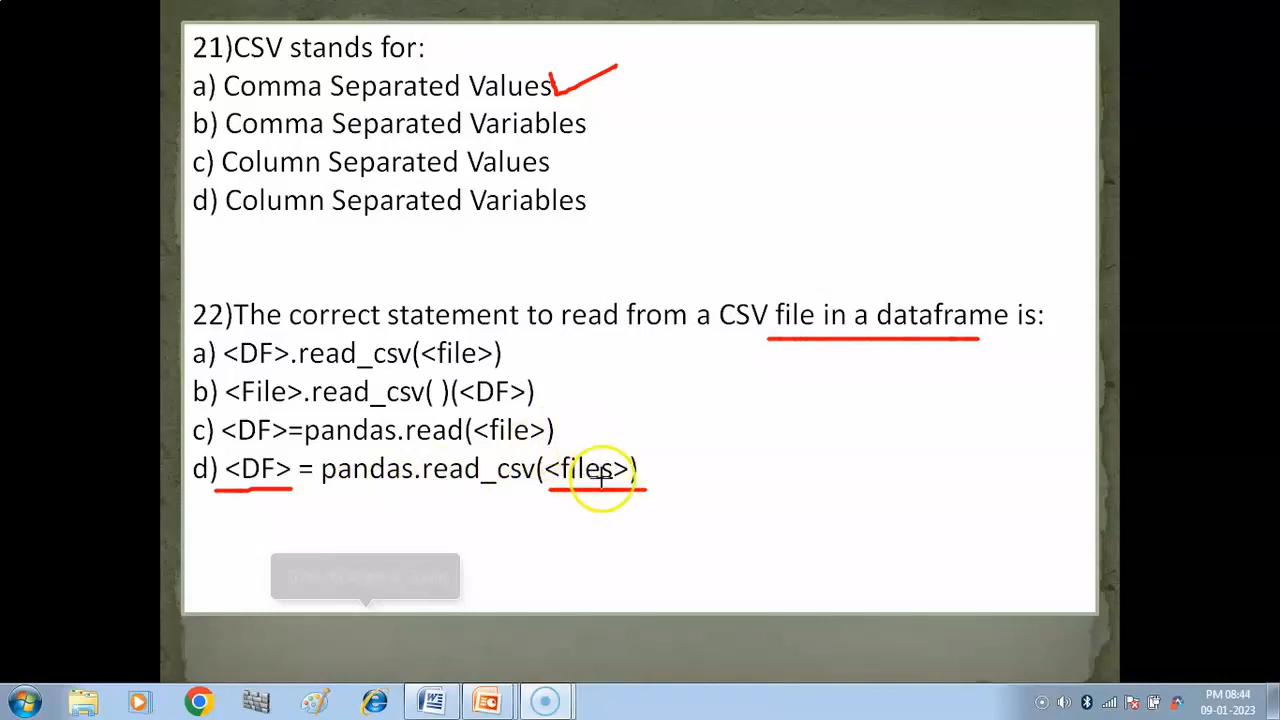 21)CSV stands for:
a) Comma Separated Values
b) Comma Separated Variables
c) Column Separated Values
d) Column Separated Variables
22)The correct statement to read from a CSV file in a dataframe is:
a) <DF>.read_csv(<file>)
b) <File>.read_csv( )(<DF>)
c) <DF>=pandas.read(<file>)
d) <DF> = pandas.read_csv(<files>)
PM 08:44
09-01-2023